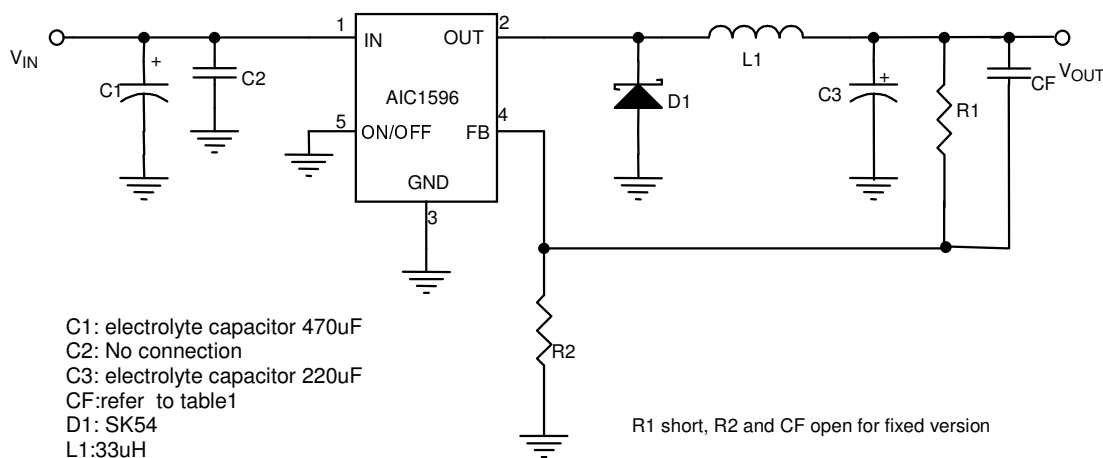 1
2
IN
OUT
VIN
+
C1
C2
AIC1596
L1
D1
C3
+
R1
CF
VOUT
5
ON/OFF
FB
4
GND
3
R2
C1: electrolyte capacitor 470uF
C2: No connection
C3: electrolyte capacitor 220uF
CF:refer to table1
D1: SK54
L1:33uH
R1 short, R2 and CF open for fixed version